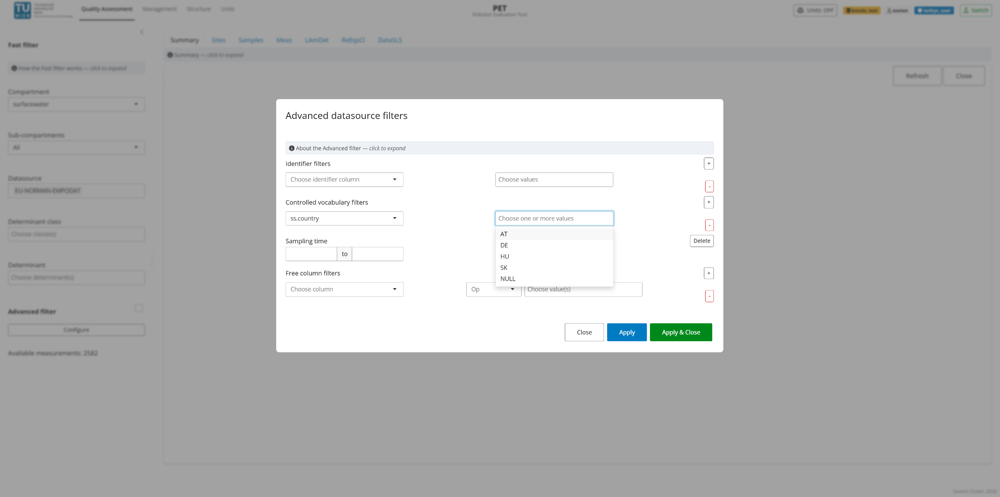 TU
WIEN
TECHNISCHE
UNIVERSITÄT
WIEN
Quality Assessment
Management
Structure
Units
PET
Pollution Evaluation Tool
Units: OFF
tethys_user
Switch
Fast filter
How the Fast filter works — click to expand
Compartment
surfacewater
Sub-compartments
All
Datasource
EU-NORMAN-EMPODAT
Determinant class
Choose class(es)
Determinant
Choose determinant(s)
Advanced filter
Configure
Available measurements: 2582
Summary
Sites
Samples
Meas
LAmDet
ReEqsCl
DataSLS
Summary — click to expand
Refresh
Close
Advanced datasource filters
About the Advanced filter — click to expand
Identifier filters
+
Choose identifier column
Choose values
-
Controlled vocabulary filters
+
ss.country
Choose one or more values
-
AT
DE
HU
SK
NULL
Sampling time
Delete
to
Free column filters
+
Choose column
Op
Choose value(s)
-
Close
Apply
Apply & Close